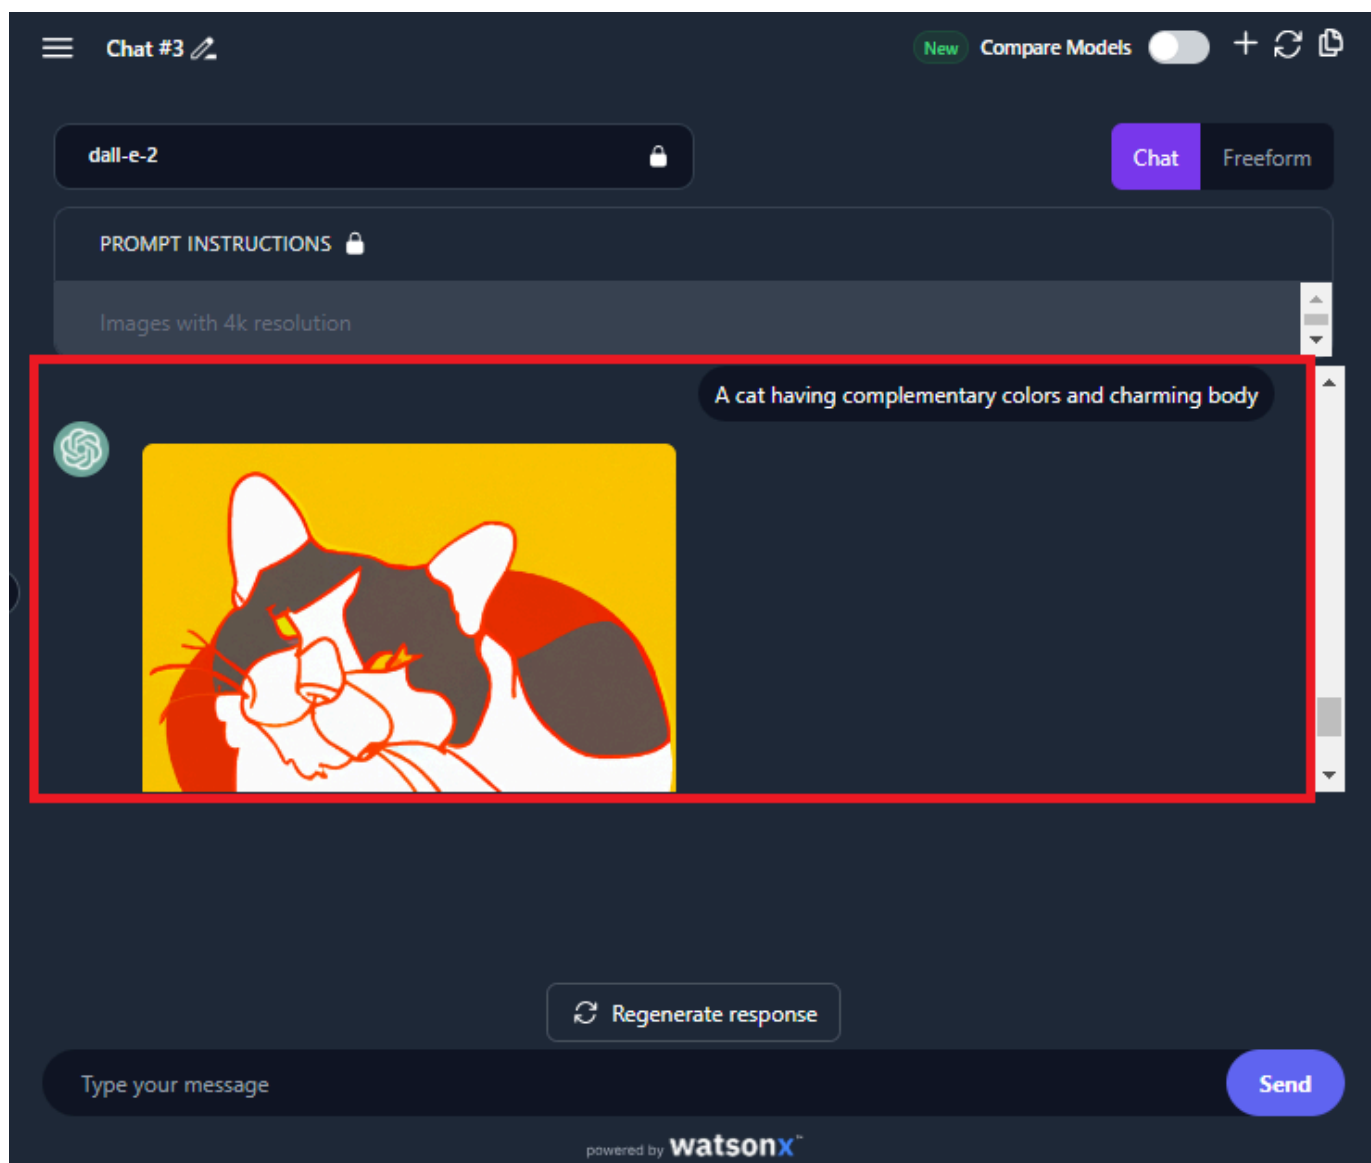 Chat #3
New Compare Models
dall-e-2
Chat Freeform
PROMPT INSTRUCTIONS
Images with 4k resolution
A cat having complementary colors and charming body
Regenerate response
Type your message
Send
powered by watsonx™